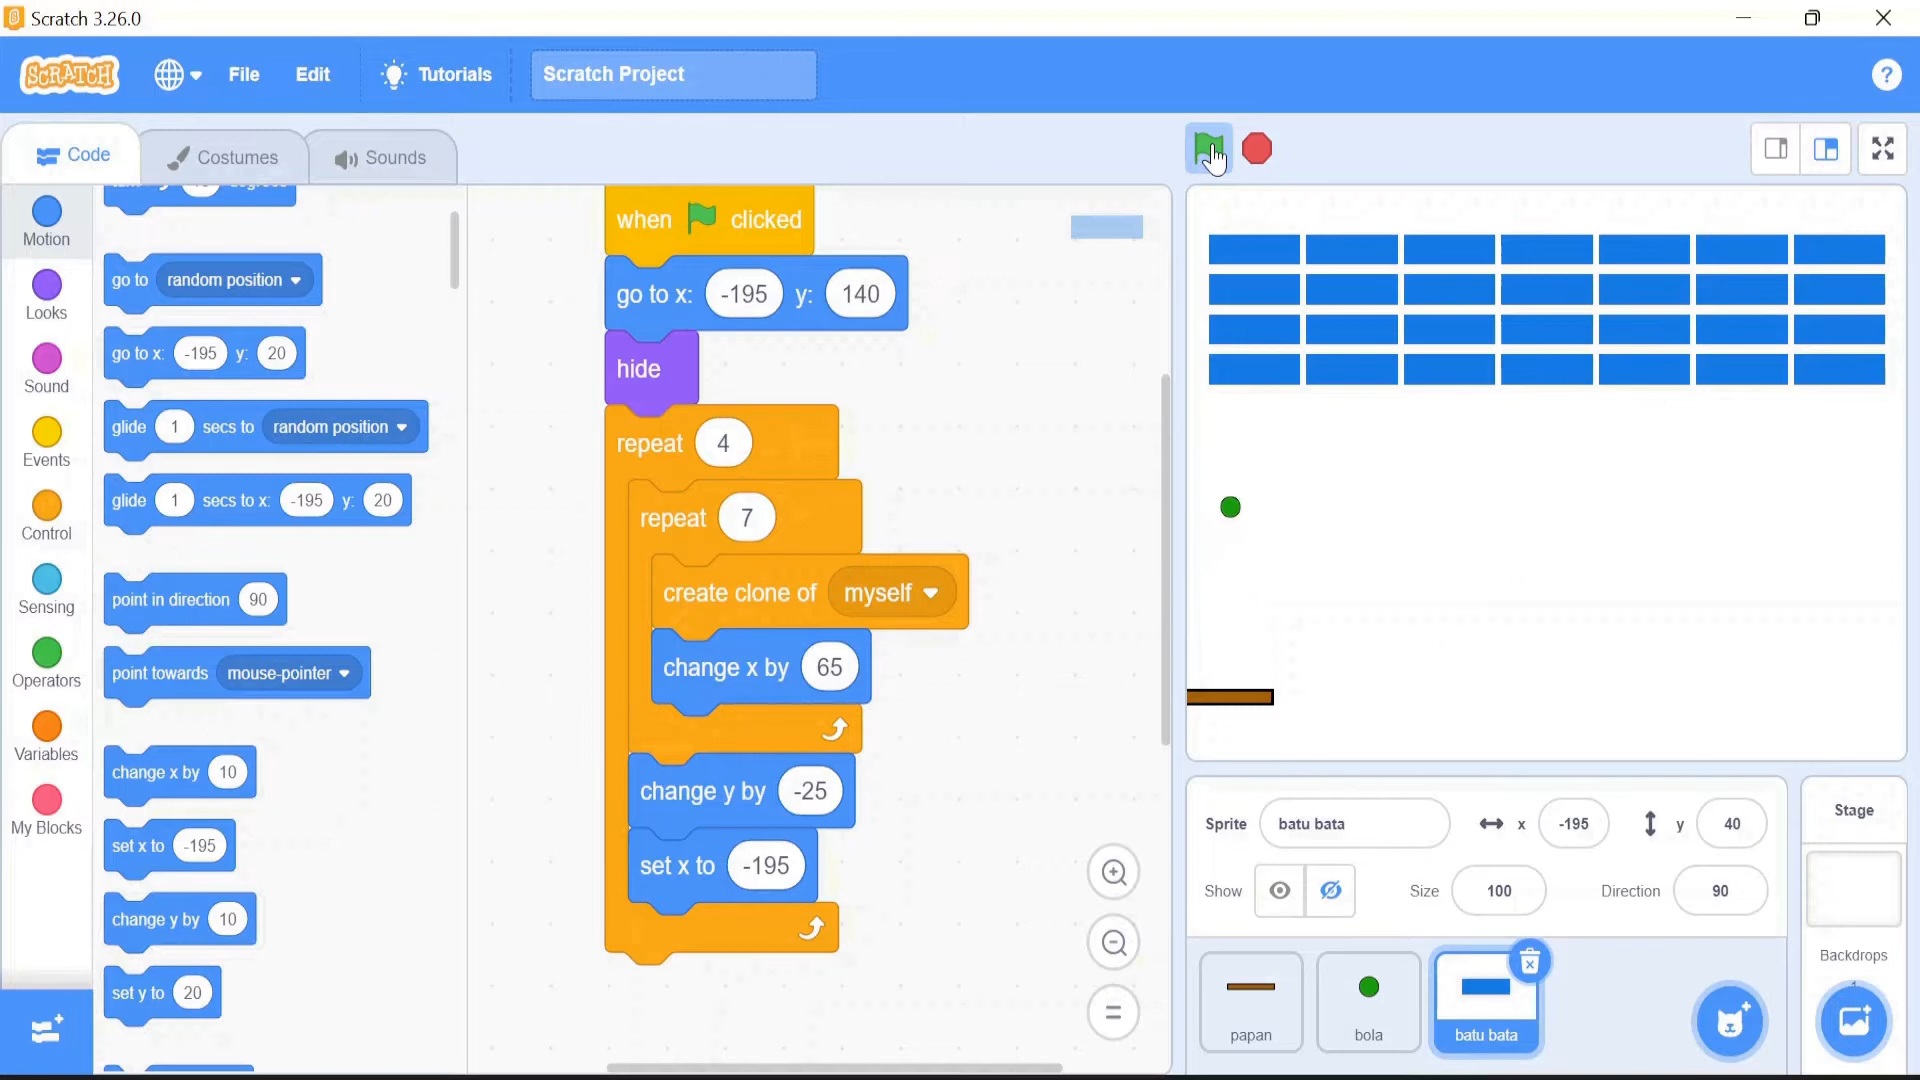 Scratch 3.26.0
SCRATCH File Edit Tutorials Scratch Project ?
Code Costumes Sounds
Motion
Looks
Sound
Events
Control
Sensing
Operators
Variables
My Blocks
go to random position
go to x: -195 y: 20
glide 1 secs to random position
glide 1 secs to x: -195 y: 20
point in direction 90
point towards mouse-pointer
change x by 10
set x to -195
change y by 10
set y to 20
when clicked
go to x: -195 y: 140
hide
repeat 4
repeat 7
create clone of myself
change x by 65
change y by -25
set x to -195
Sprite batu bata x -195 y 40
Show Size 100 Direction 90
papan bola batu bata
Stage
Backdrops